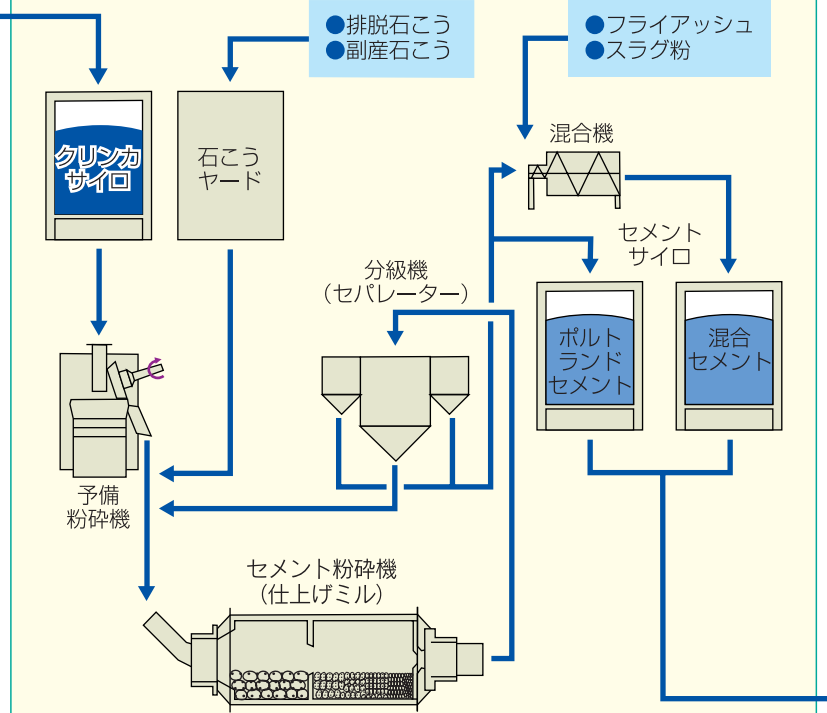 ●排脱石こう
●副産石こう
●フライアッシュ
●スラグ粉
混合機
クリンカ
サイロ
石こう
ヤード
セメント
サイロ
分級機
（セパレーター）
ポルト
ランド
セメント
混合
セメント
予備
粉砕機
セメント粉砕機
（仕上げミル）